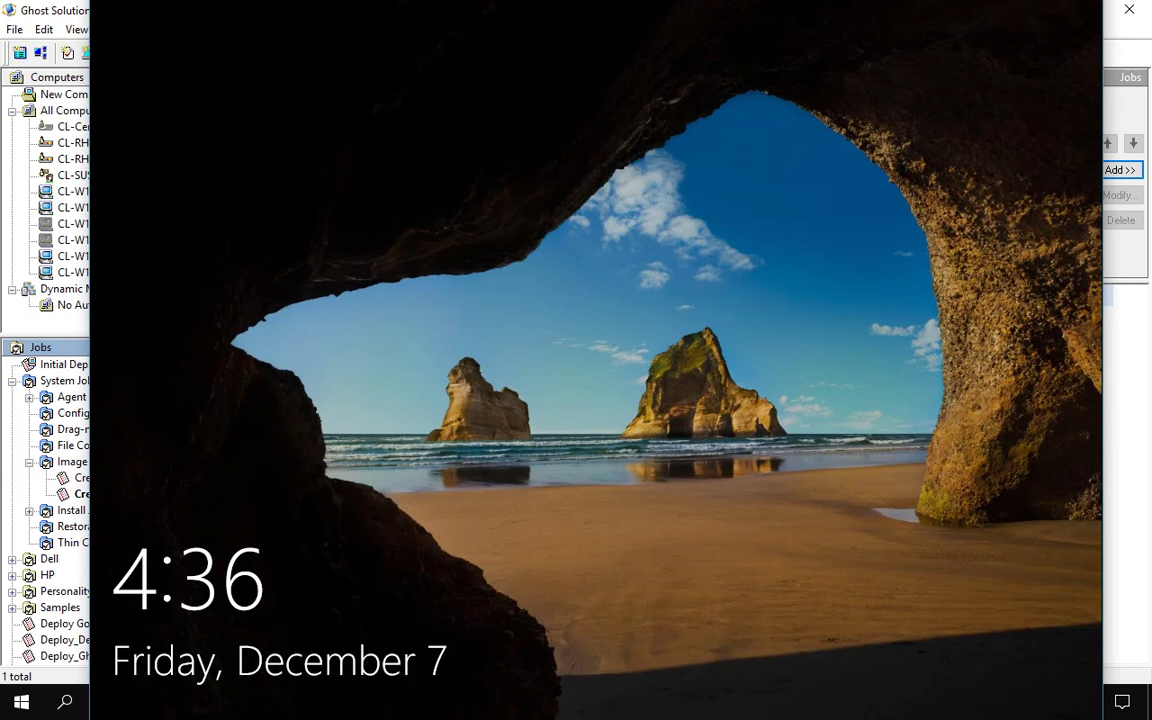 Ghost Solution
File Edit View
Computers
New Com
All Compu
CL-Cer
CL-RH
CL-RH
CL-SUS
CL-W1
CL-W1
CL-W1
CL-W1
CL-W1
CL-W1
Dynamic M
No Au
Jobs
Initial Dep
System Jol
Agent
Config
Drag-n
File Co
Image
Cre
Cre
Install
Restora
Thin C
Dell
HP
Personality
Samples
Deploy Go
Deploy_De
Deploy_Gh
1 total
4:36
Friday, December 7
Jobs
Add >>
Modify...
Delete